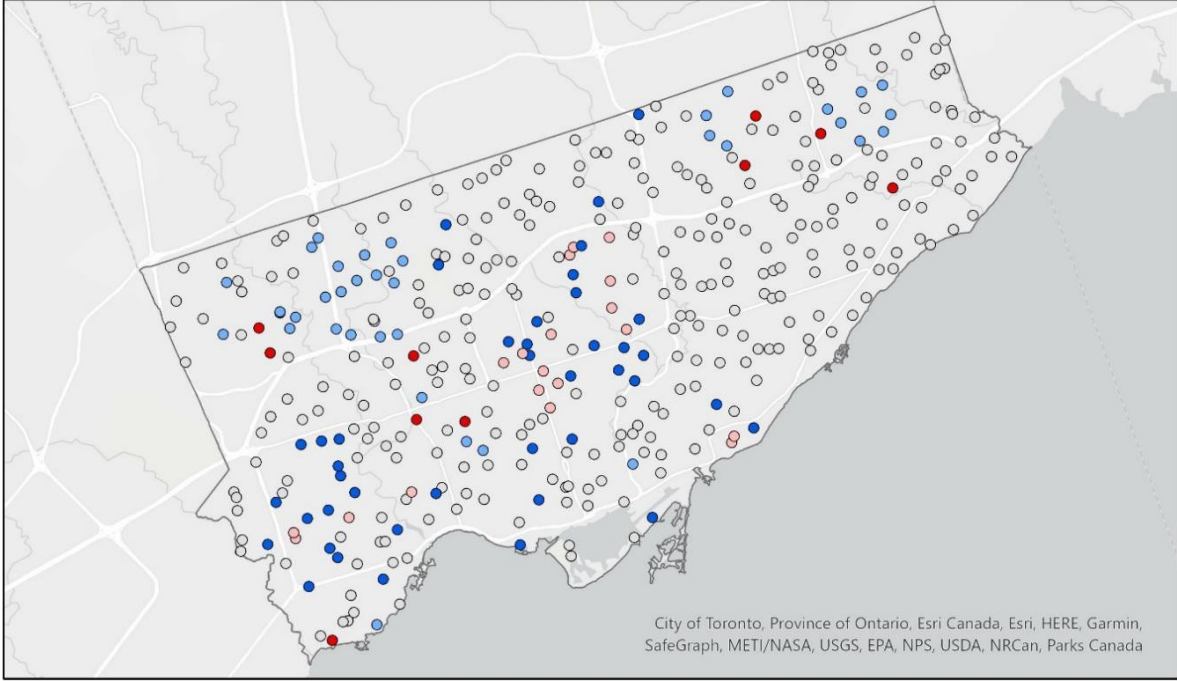 City of Toronto, Province of Ontario, Esri Canada, Esri, HERE, Garmin,
SafeGraph, METI/NASA, USGS, EPA, NPS, USDA, NRCan, Parks Canada